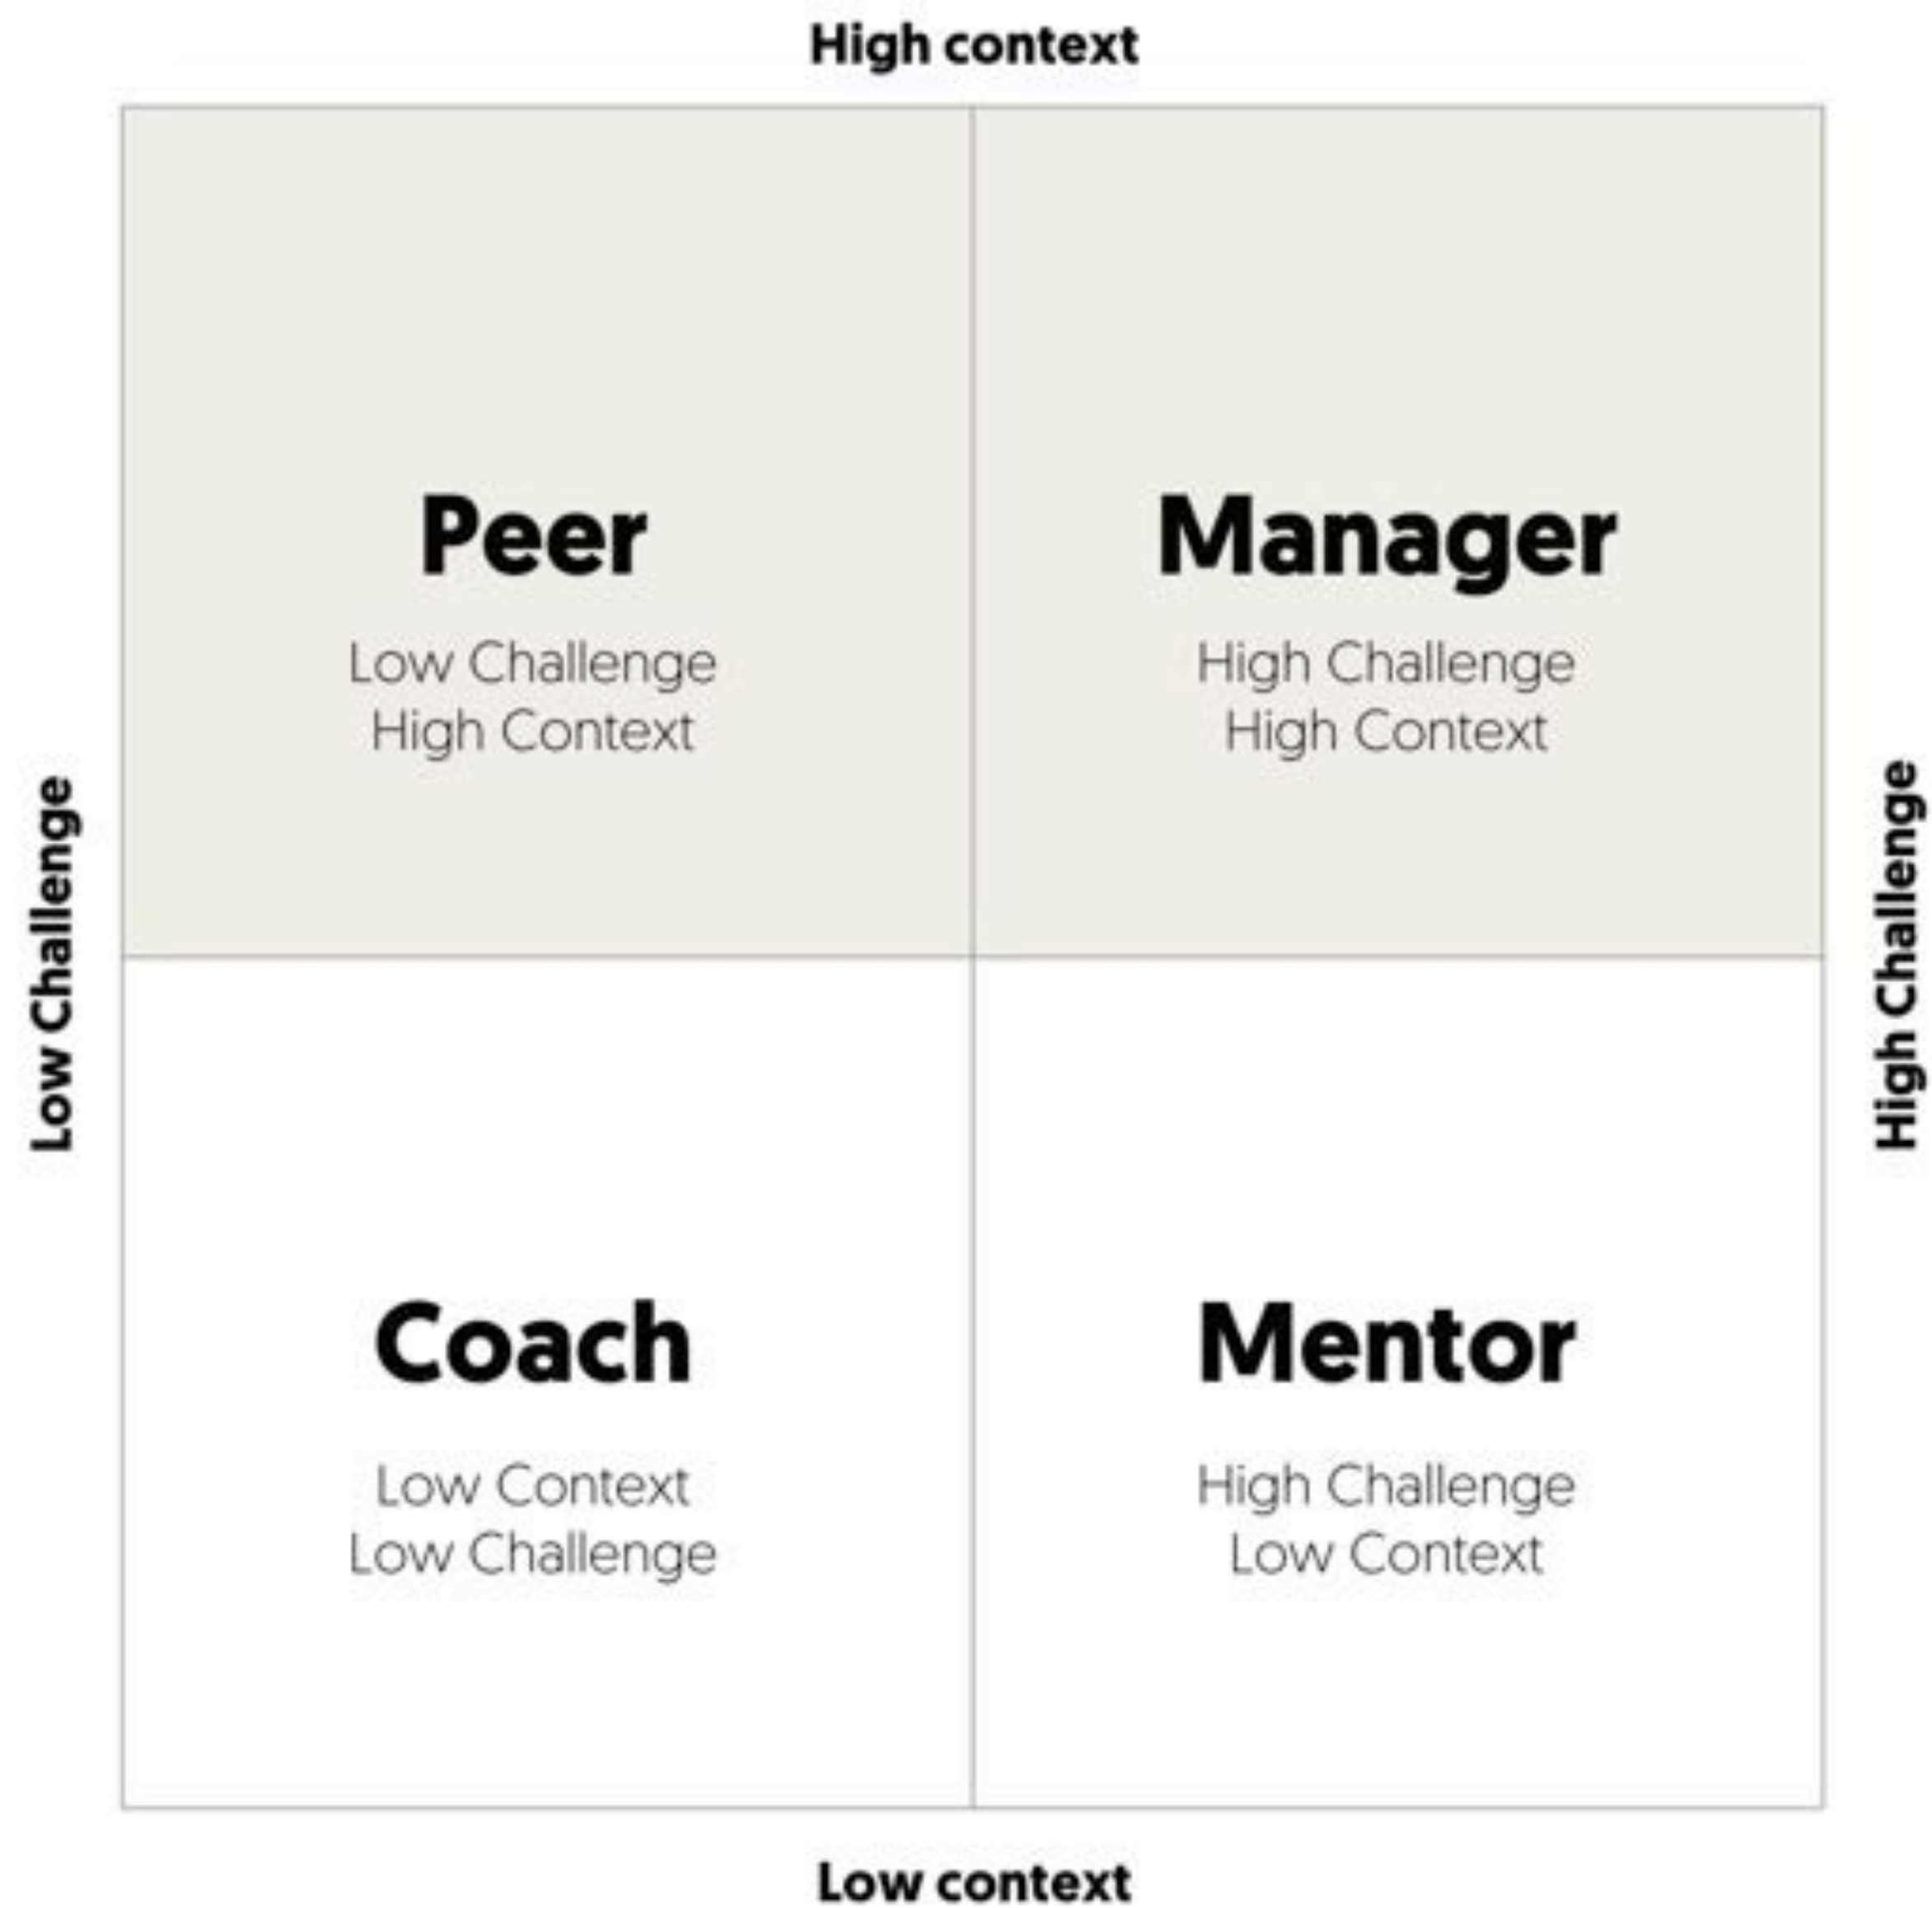 High context
Peer
Low Challenge
High Context
Manager
High Challenge
High Context
Low Challenge
High Challenge
Coach
Low Context
Low Challenge
Mentor
High Challenge
Low Context
Low context